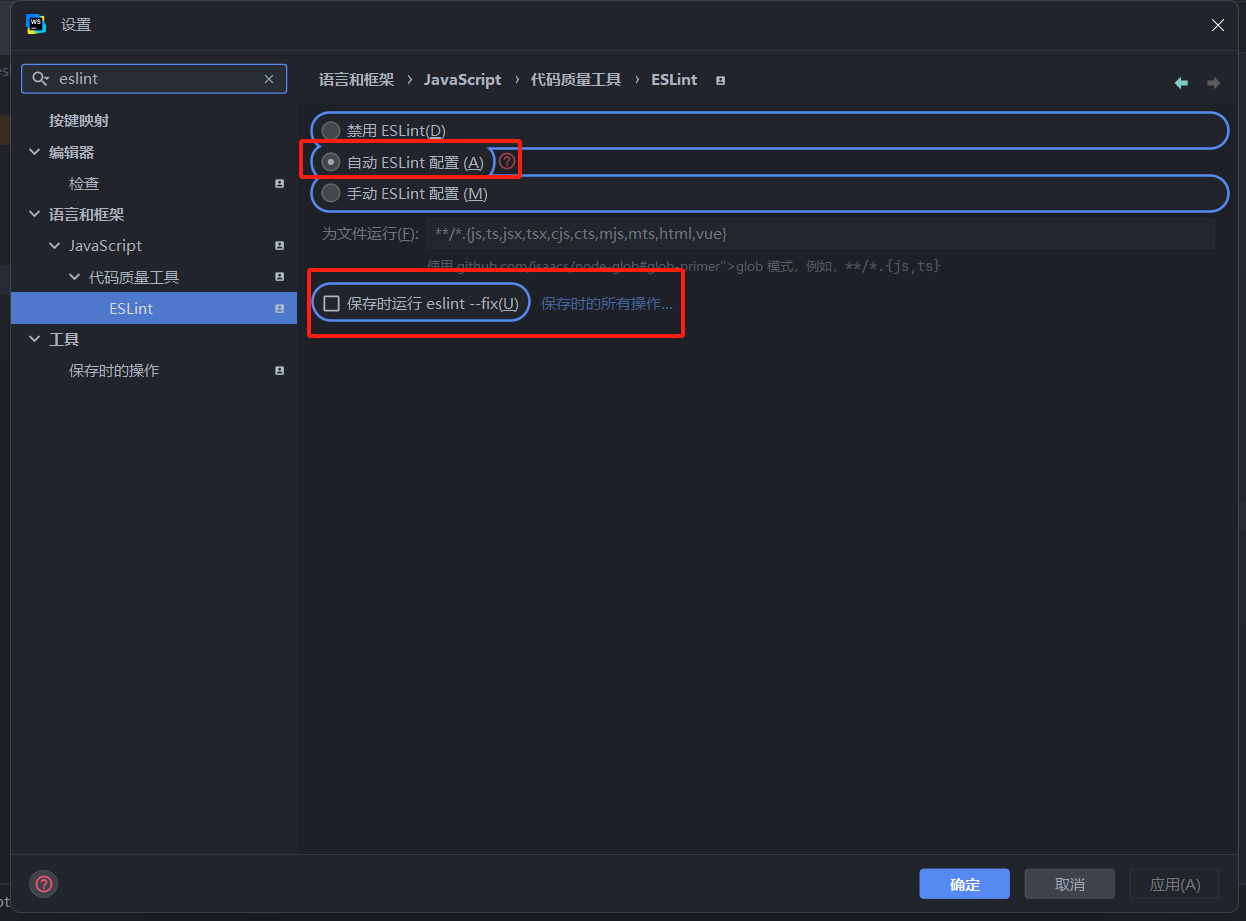 WS
设置
eslint
按键映射
编辑器
检查
语言和框架
JavaScript
代码质量工具
ESLint
工具
保存时的操作
语言和框架 › JavaScript › 代码质量工具 › ESLint
禁用 ESLint(D)
自动 ESLint 配置 (A)
手动 ESLint 配置 (M)
为文件运行(F): **/*.{js,ts,jsx,tsx,cjs,cts,mjs,mts,html,vue}
使用 github.com/isaacs/node-glob#glob-primer">glob 模式，例如，**/*.{js,ts}
保存时运行 eslint --fix(U) 保存时的所有操作...
?
确定 取消 应用(A)